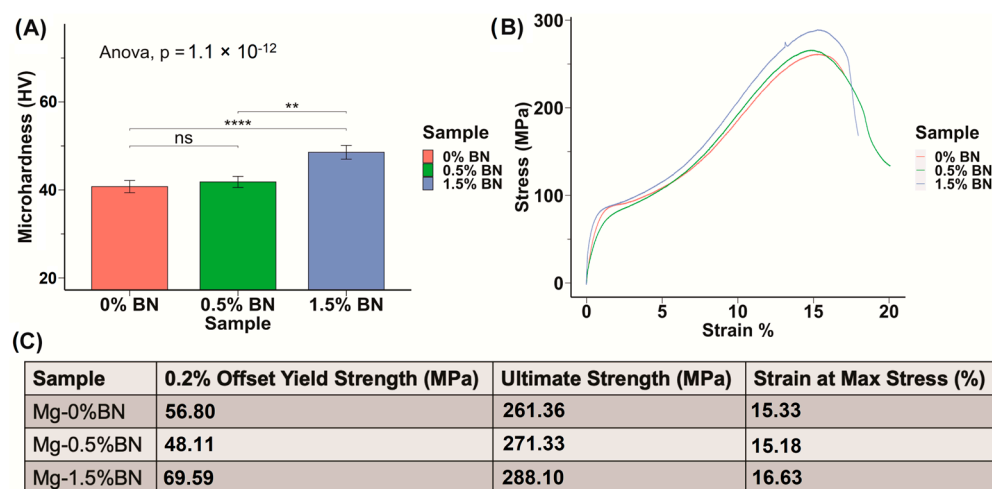 (A)
Anova, p = 1.1 × 10-12
**
****
ns
Microhardness (HV)
60
40
20
0% BN 0.5% BN 1.5% BN
Sample
Sample
0% BN
0.5% BN
1.5% BN
(B)
Stress (MPa)
300
200
100
0
0 5 10 15 20
Strain %
Sample
0% BN
0.5% BN
1.5% BN
(C)
Sample 0.2% Offset Yield Strength (MPa) Ultimate Strength (MPa) Strain at Max Stress (%)
Mg-0%BN 56.80 261.36 15.33
Mg-0.5%BN 48.11 271.33 15.18
Mg-1.5%BN 69.59 288.10 16.63